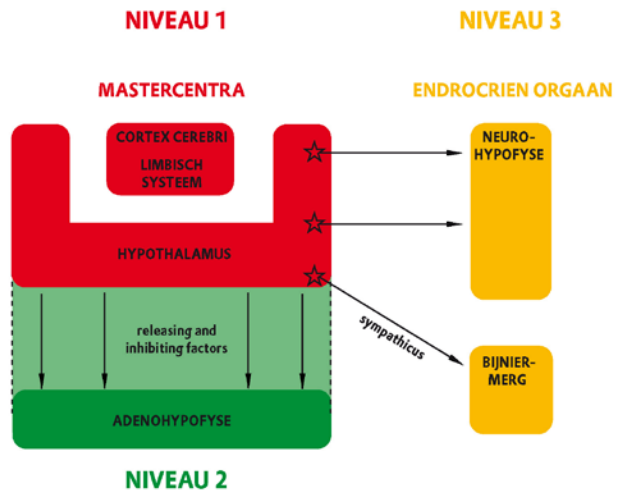 NIVEAU 1
NIVEAU 3
MASTERCENTRA
ENDROCRIEN ORGAAN
CORTEX CEREBRI
LIMBISCH
SYSTEEM
NEURO-
HYPOFYSE
HYPOTHALAMUS
sympathicus
releasing and
inhibiting factors
BIJNIER-
MERG
ADENOHYPOFYSE
NIVEAU 2